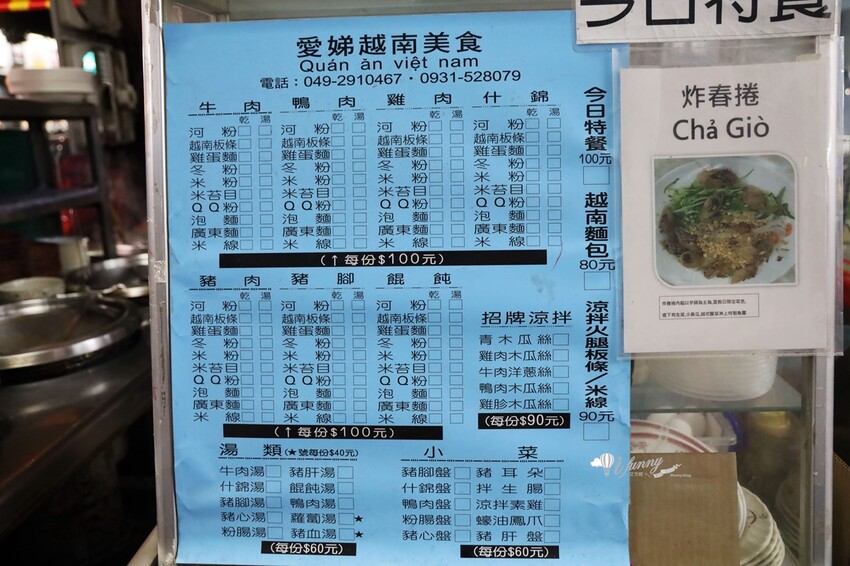 愛娣越南美食
Quán ăn việt nam
電話：049-2910467・0931-528079
牛肉 鴨肉 雞肉 什錦
乾 湯 乾 湯 乾 湯 乾 湯
河粉 河粉 河粉 河粉
越南板條 越南板條 越南板條 越南板條
雞蛋麵 雞蛋麵 雞蛋麵 雞蛋麵
冬粉 冬粉 冬粉 冬粉
米粉 米粉 米粉 米粉
米苔目 米苔目 米苔目 米苔目
QQ粉 QQ粉 QQ粉 QQ粉
泡麵 泡麵 泡麵 泡麵
廣東麵 廣東麵 廣東麵 廣東麵
米線 米線 米線 米線
(↑每份$100元)
豬肉 豬腳 餛飩
乾 湯 乾 湯 乾 湯
河粉 河粉 河粉
越南板條 越南板條 越南板條
雞蛋麵 雞蛋麵 雞蛋麵
冬粉 冬粉 冬粉
米粉 米粉 米粉
米苔目 米苔目 米苔目
QQ粉 QQ粉 QQ粉
泡麵 泡麵 泡麵
廣東麵 廣東麵 廣東麵
米線 米線 米線
(↑每份$100元)
招牌涼拌
青木瓜絲
雞肉木瓜絲
牛肉洋蔥絲
鴨肉木瓜絲
雞胗木瓜絲
(每份$90元)
今日特餐
100元
越南麵包
80元
涼拌火腿板條/米線
90元
湯類(★號每份$40元)
牛肉湯 豬肝湯
什錦湯 餛飩湯
豬腳湯 鴨肉湯
豬心湯 蘿蔔湯★
粉腸湯 豬血湯★
(每份$60元)
小菜
豬腳盤 豬耳朵
什錦盤 拌生腸
鴨肉盤 涼拌素雞
粉腸盤 蠔油鳳爪
豬心盤 豬肝盤
(每份$60元)
今日特餐
炸春捲
Chả Giò
ifunny